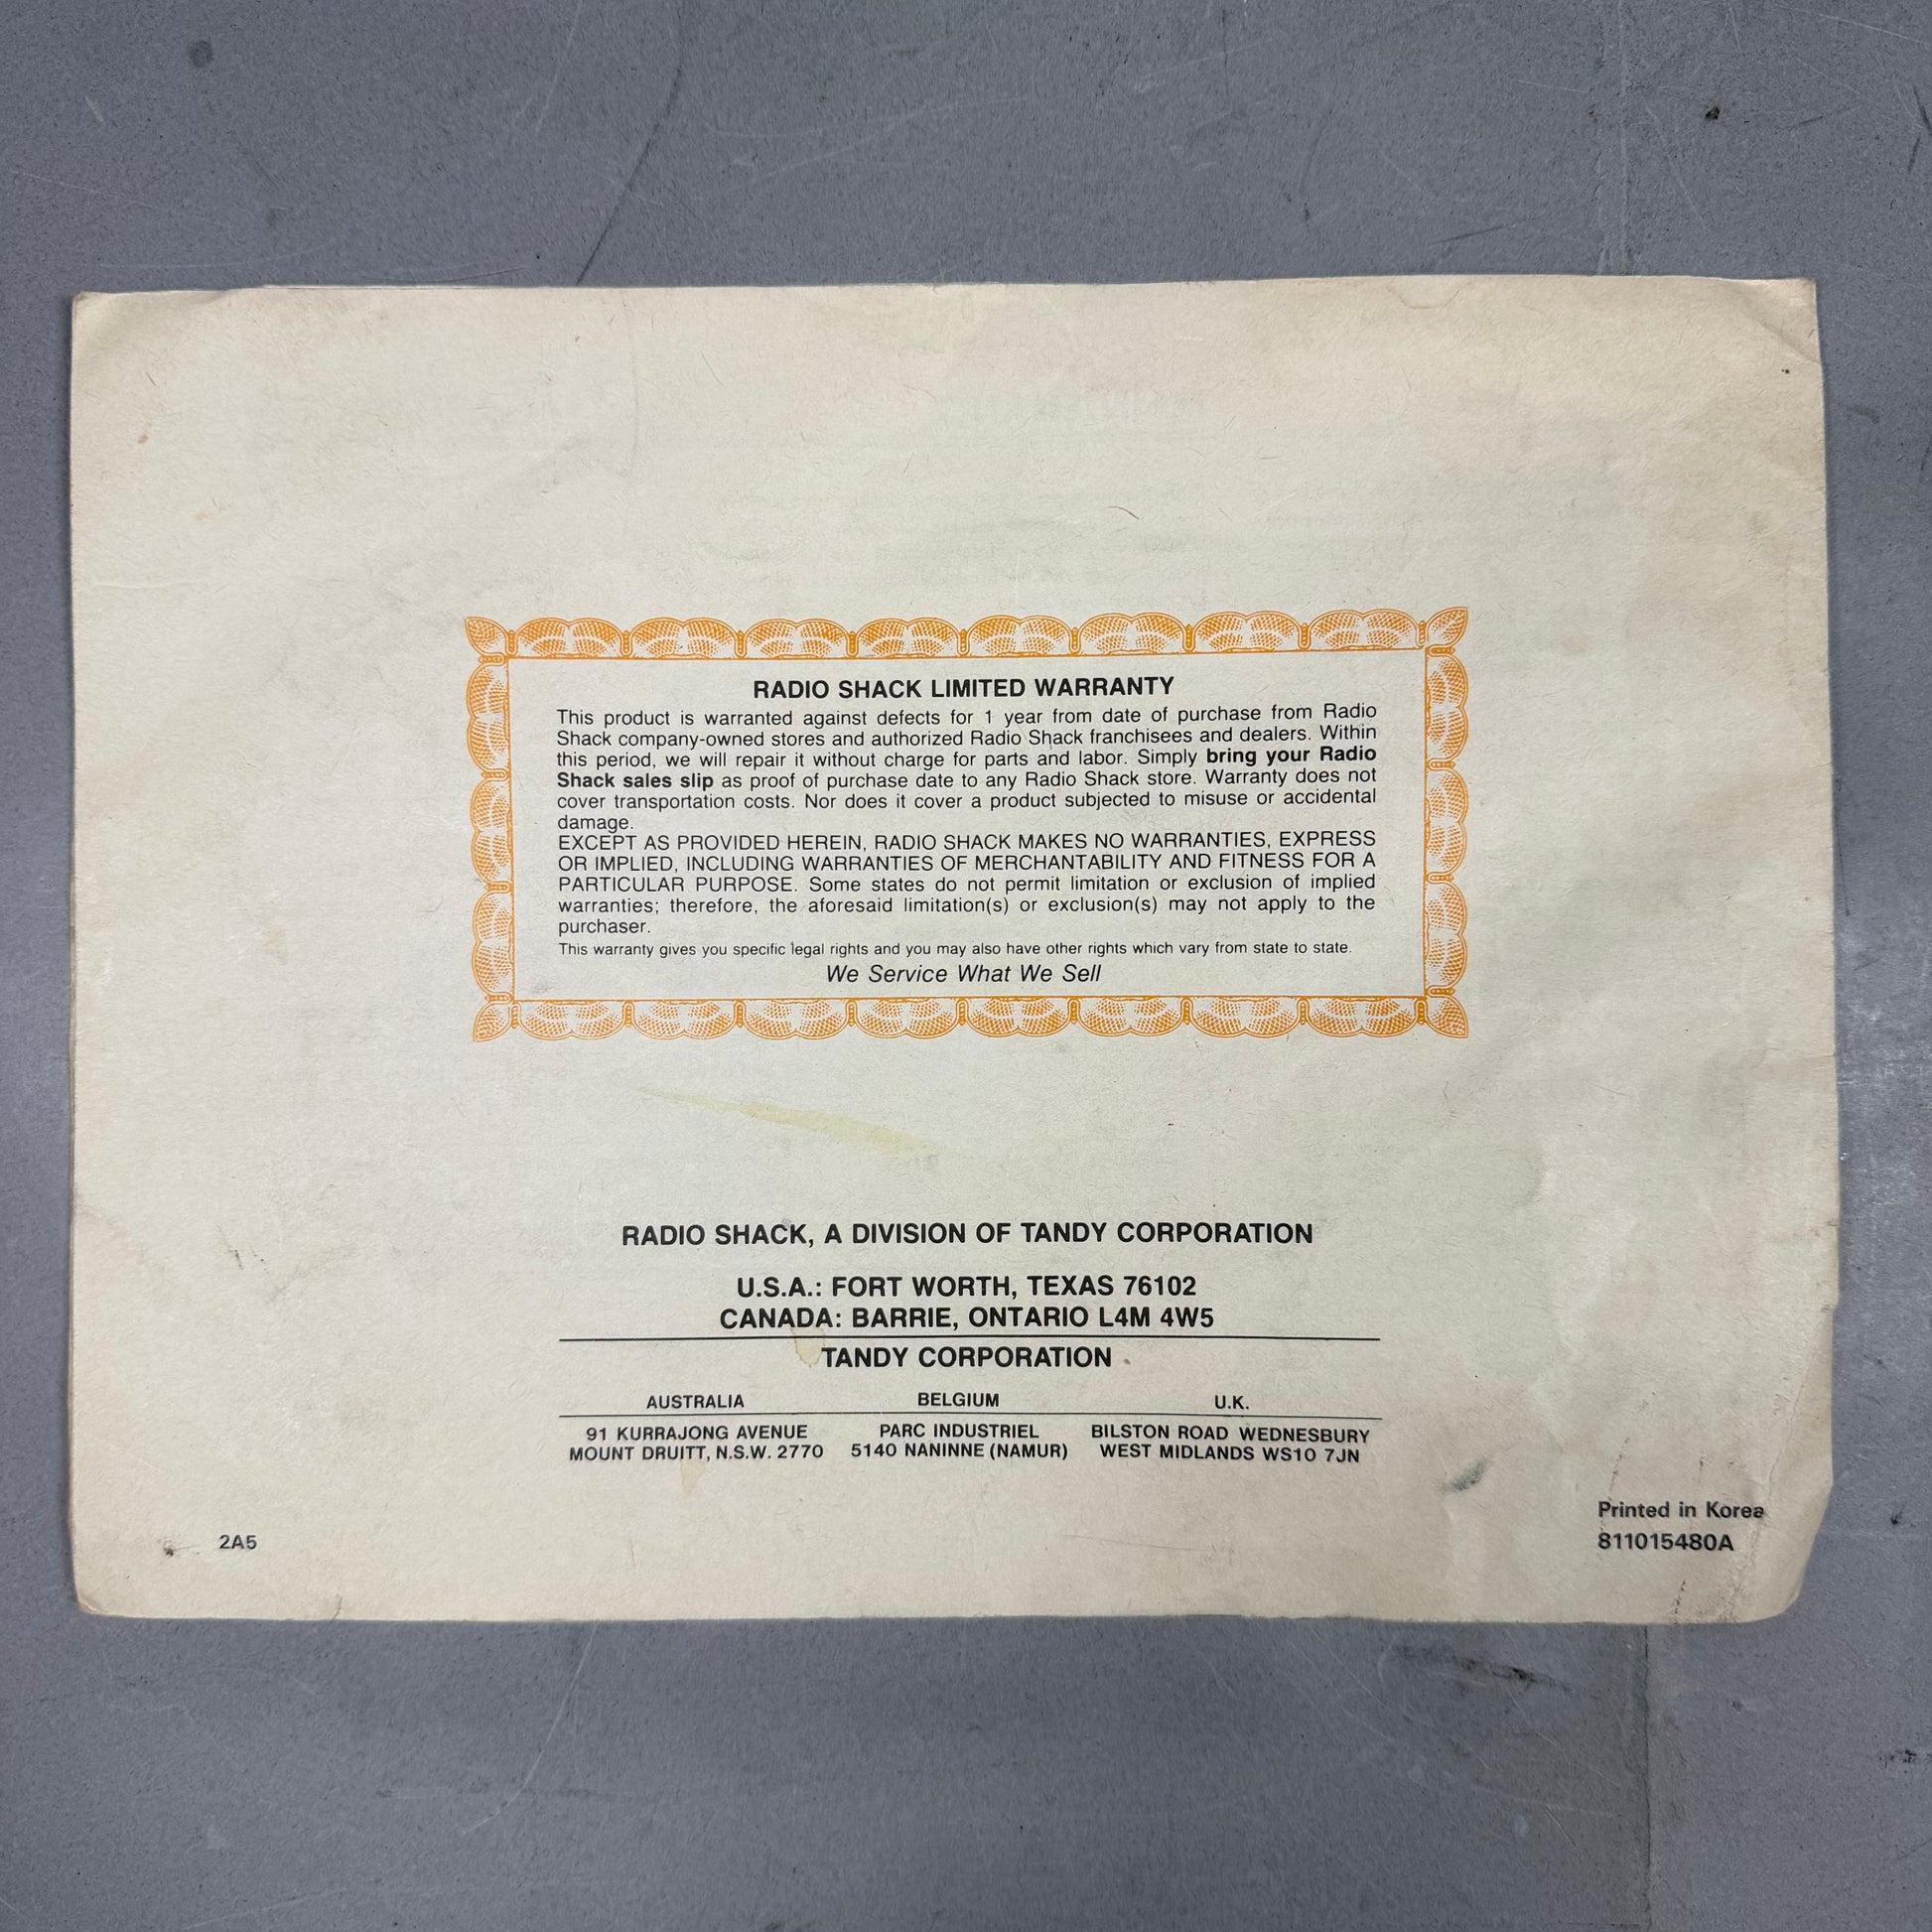 RADIO SHACK LIMITED WARRANTY
This product is warranted against defects for 1 year from date of purchase from Radio
Shack company-owned stores and authorized Radio Shack franchisees and dealers. Within
this period, we will repair it without charge for parts and labor. Simply bring your Radio
Shack sales slip as proof of purchase date to any Radio Shack store. Warranty does not
cover transportation costs. Nor does it cover a product subjected to misuse or accidental
damage.
EXCEPT AS PROVIDED HEREIN, RADIO SHACK MAKES NO WARRANTIES, EXPRESS
OR IMPLIED, INCLUDING WARRANTIES OF MERCHANTABILITY AND FITNESS FOR A
PARTICULAR PURPOSE. Some states do not permit limitation or exclusion of implied
warranties; therefore, the aforesaid limitation(s) or exclusion(s) may not apply to the
purchaser.
This warranty gives you specific legal rights and you may also have other rights which vary from state to state.
We Service What We Sell
RADIO SHACK, A DIVISION OF TANDY CORPORATION
U.S.A.: FORT WORTH, TEXAS 76102
CANADA: BARRIE, ONTARIO L4M 4W5
TANDY CORPORATION
AUSTRALIA BELGIUM U.K.
91 KURRAJONG AVENUE PARC INDUSTRIEL BILSTON ROAD WEDNESBURY
MOUNT DRUITT, N.S.W. 2770 5140 NANINNE (NAMUR) WEST MIDLANDS WS10 7JN
Printed in Korea
2A5 811015480A